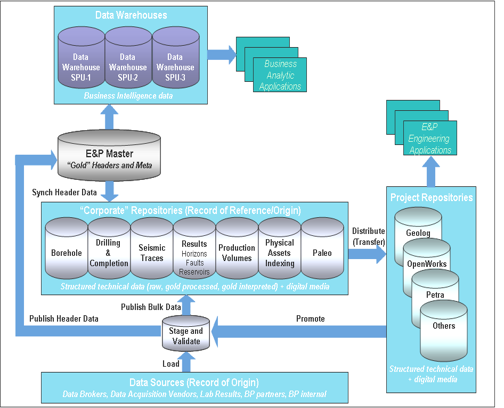 Data Warehouses
Data
Warehouse
SPU-1
Data
Warehouse
SPU-2
Data
Warehouse
SPU-3
Business Intelligence data
Business
Analytic
Applications
E&P
Engineering
Applications
E&P Master
“Gold” Headers and Meta
Synch Header Data
“Corporate” Repositories (Record of Reference/Origin)
Borehole
Drilling
&
Completion
Seismic
Traces
Results
Horizons
Faults
Reservoirs
Production
Volumes
Physical
Assets
Indexing
Paleo
Structured technical data (raw, gold processed, gold interpreted) + digital media
Distribute
(Transfer)
Project Repositories
Geolog
OpenWorks
Petra
Others
Structured technical data
+ digital media
Publish Header Data
Publish Bulk Data
Stage and
Validate
Promote
Load
Data Sources (Record of Origin)
Data Brokers, Data Acquisition Vendors, Lab Results, BP partners, BP Internal